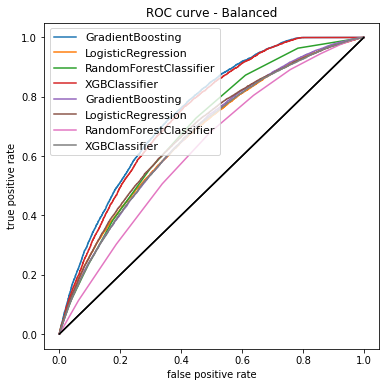 ROC curve - Balanced
GradientBoosting
LogisticRegression
RandomForestClassifier
XGBClassifier
GradientBoosting
LogisticRegression
RandomForestClassifier
XGBClassifier
true positive rate
1.0
0.8
0.6
0.4
0.2
0.0
0.0 0.2 0.4 0.6 0.8 1.0
false positive rate